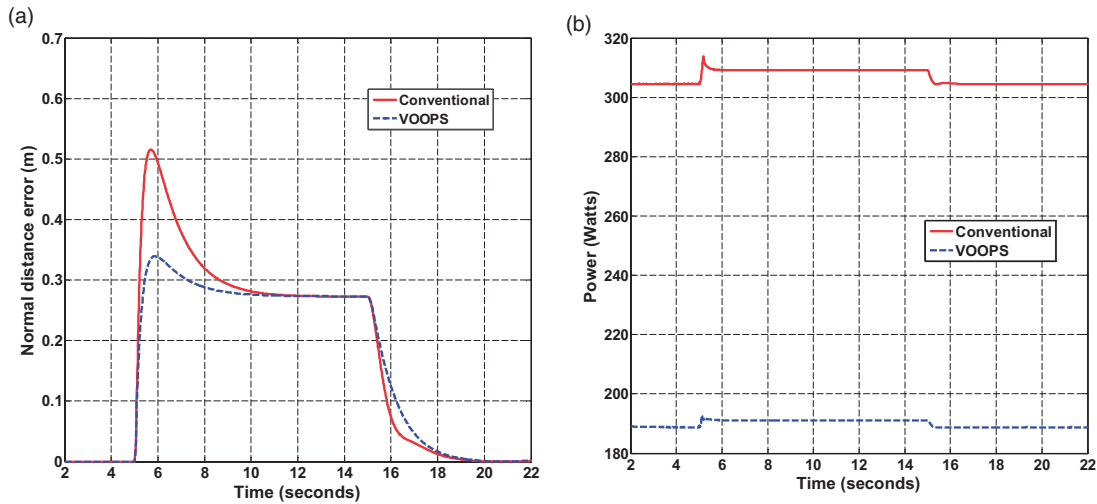 (a)
0.7
0.6
0.5
0.4
0.3
0.2
0.1
0
Normal distance error (m)
Conventional
VOOPS
2 4 6 8 10 12 14 16 18 20 22
Time (seconds)
(b)
320
300
280
260
240
220
200
180
Power (Watts)
Conventional
VOOPS
2 4 6 8 10 12 14 16 18 20 22
Time (seconds)